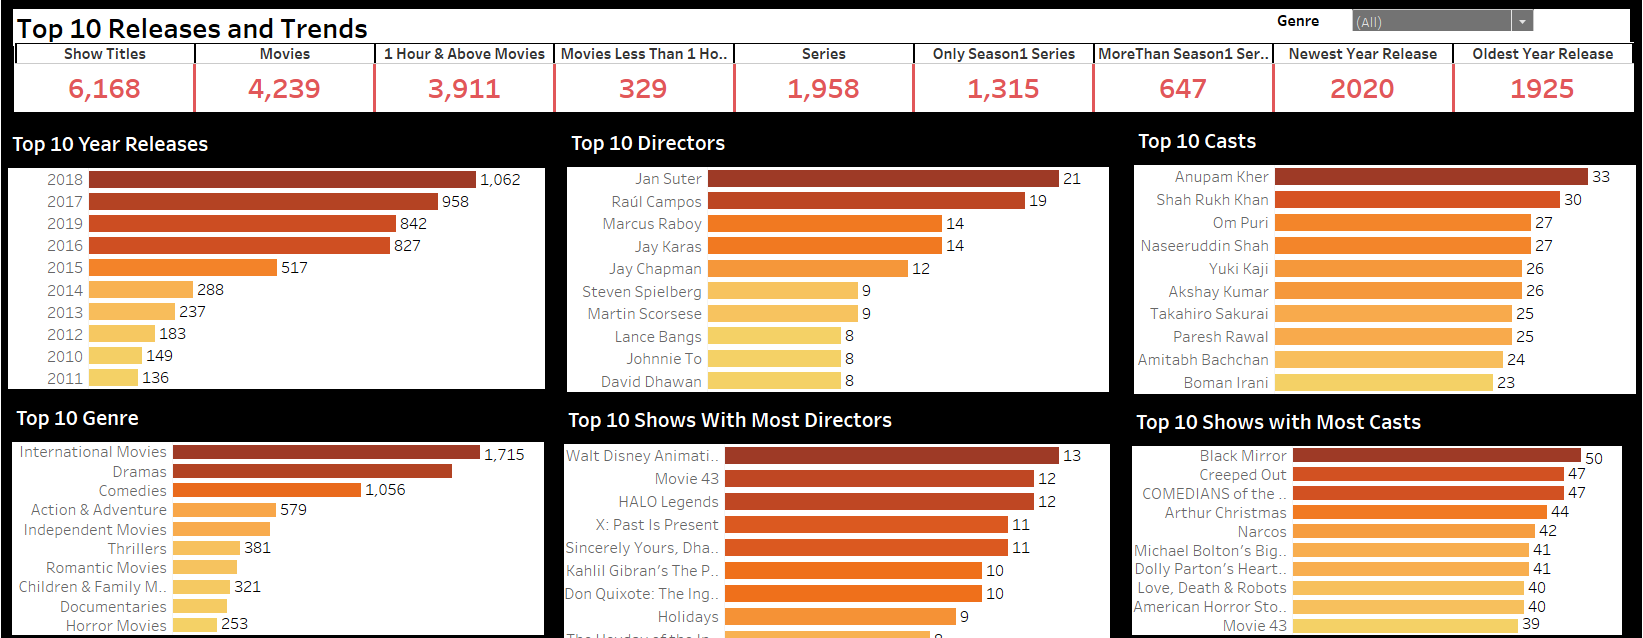 Top 10 Releases and Trends
Genre
(All)
Show Titles
6,168
Movies
4,239
1 Hour & Above Movies
3,911
Movies Less Than 1 Ho..
329
Series
1,958
Only Season1 Series
1,315
MoreThan Season1 Ser..
647
Newest Year Release
2020
Oldest Year Release
1925
Top 10 Year Releases
2018 1,062
2017 958
2019 842
2016 827
2015 517
2014 288
2013 237
2012 183
2010 149
2011 136
Top 10 Directors
Jan Suter 21
Raúl Campos 19
Marcus Raboy 14
Jay Karas 14
Jay Chapman 12
Steven Spielberg 9
Martin Scorsese 9
Lance Bangs 8
Johnnie To 8
David Dhawan 8
Top 10 Casts
Anupam Kher 33
Shah Rukh Khan 30
Om Puri 27
Naseeruddin Shah 27
Yuki Kaji 26
Akshay Kumar 26
Takahiro Sakurai 25
Paresh Rawal 25
Amitabh Bachchan 24
Boman Irani 23
Top 10 Genre
International Movies 1,715
Dramas
Comedies 1,056
Action & Adventure 579
Independent Movies
Thrillers 381
Romantic Movies
Children & Family M.. 321
Documentaries
Horror Movies 253
Top 10 Shows With Most Directors
Walt Disney Animati.. 13
Movie 43 12
HALO Legends 12
X: Past Is Present 11
Sincerely Yours, Dha.. 11
Kahlil Gibran's The P.. 10
Don Quixote: The Ing.. 10
Holidays 9
Top 10 Shows with Most Casts
Black Mirror 50
Creeped Out 47
COMEDIANS of the .. 47
Arthur Christmas 44
Narcos 42
Michael Bolton's Big.. 41
Dolly Parton's Heart.. 41
Love, Death & Robots 40
American Horror Sto.. 40
Movie 43 39